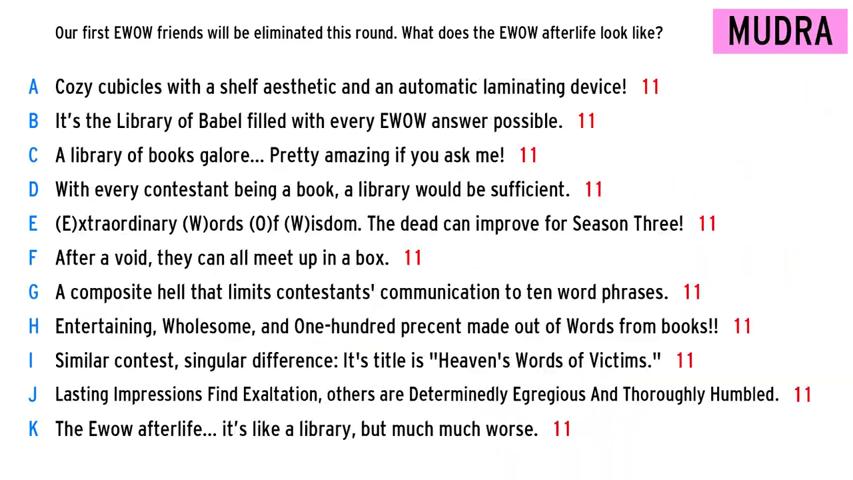 Our first EWOW friends will be eliminated this round. What does the EWOW afterlife look like?
MUDRA
A Cozy cubicles with a shelf aesthetic and an automatic laminating device! 11
B It's the Library of Babel filled with every EWOW answer possible. 11
C A library of books galore... Pretty amazing if you ask me! 11
D With every contestant being a book, a library would be sufficient. 11
E (E)xtraordinary (W)ords (O)f (W)isdom. The dead can improve for Season Three! 11
F After a void, they can all meet up in a box. 11
G A composite hell that limits contestants' communication to ten word phrases. 11
H Entertaining, Wholesome, and One-hundred precent made out of Words from books!! 11
I Similar contest, singular difference: It's title is "Heaven's Words of Victims." 11
J Lasting Impressions Find Exaltation, others are Determinedly Egregious And Thoroughly Humbled. 11
K The Ewow afterlife... it's like a library, but much much worse. 11